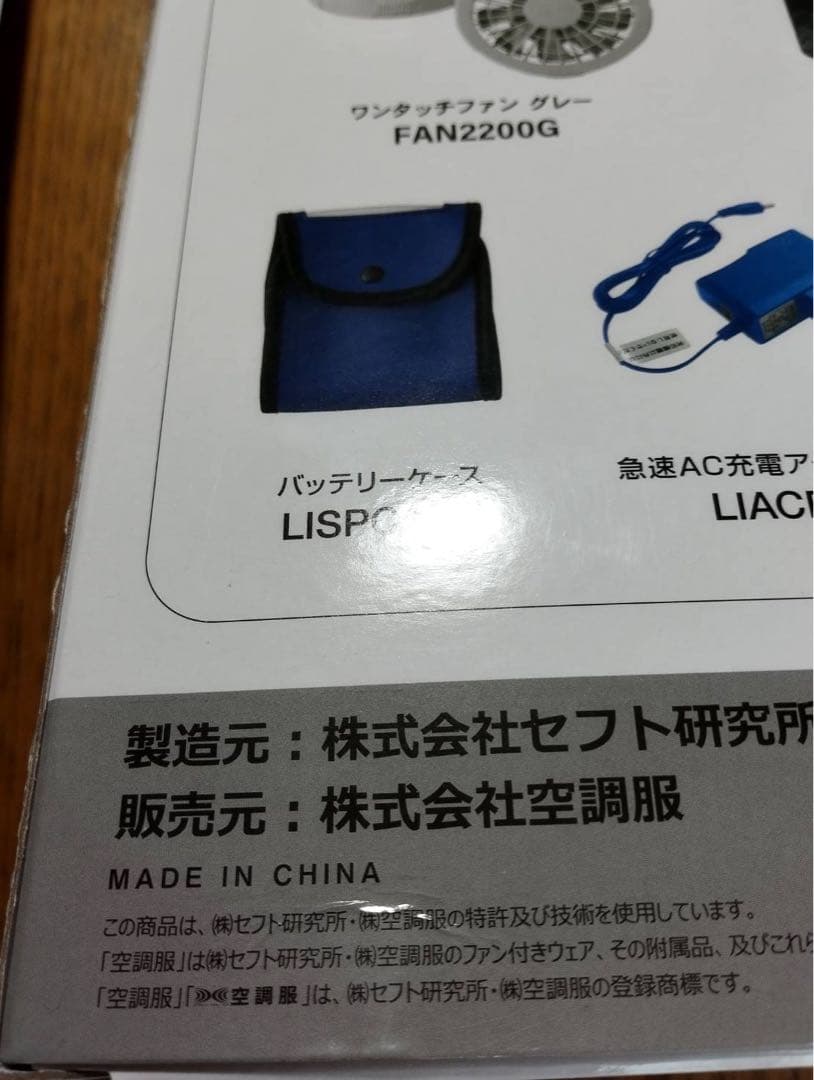 ワンタッチファン グレー
FAN2200G
バッテリーケース
LISP
急速AC充電ア
LIAC
製造元：株式会社セフト研究所
販売元：株式会社空調服
MADE IN CHINA
この商品は、㈱セフト研究所・㈱空調服の特許及び技術を使用しています。
「空調服」は㈱セフト研究所・㈱空調服のファン付きウェア、その附属品、及びこれら
「空調服」「空調服」は、㈱セフト研究所・㈱空調服の登録商標です。